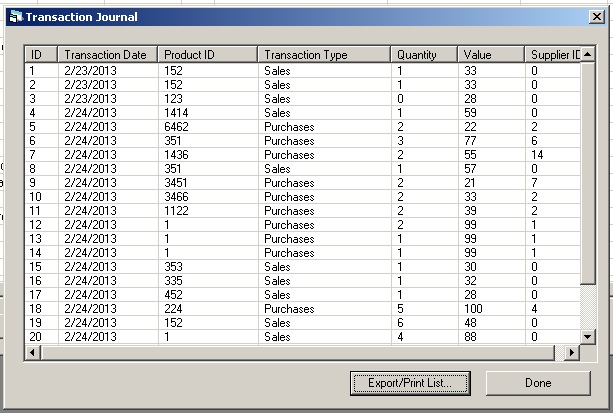 Transaction Journal
ID Transaction Date Product ID Transaction Type Quantity Value Supplier ID
1 2/23/2013 152 Sales 1 33 0
2 2/23/2013 152 Sales 1 33 0
3 2/23/2013 123 Sales 0 28 0
4 2/24/2013 1414 Sales 1 59 0
5 2/24/2013 6462 Purchases 2 22 2
6 2/24/2013 351 Purchases 3 77 6
7 2/24/2013 1436 Purchases 2 55 14
8 2/24/2013 351 Sales 1 57 0
9 2/24/2013 3451 Purchases 2 21 7
10 2/24/2013 3466 Purchases 2 33 2
11 2/24/2013 1122 Purchases 2 39 2
12 2/24/2013 1 Purchases 2 99 1
13 2/24/2013 1 Purchases 1 99 1
14 2/24/2013 1 Purchases 1 99 1
15 2/24/2013 353 Sales 1 30 0
16 2/24/2013 335 Sales 1 32 0
17 2/24/2013 452 Sales 1 28 0
18 2/24/2013 224 Purchases 5 100 4
19 2/24/2013 152 Sales 6 48 0
20 2/24/2013 1 Sales 4 88 0
Export/Print List... Done